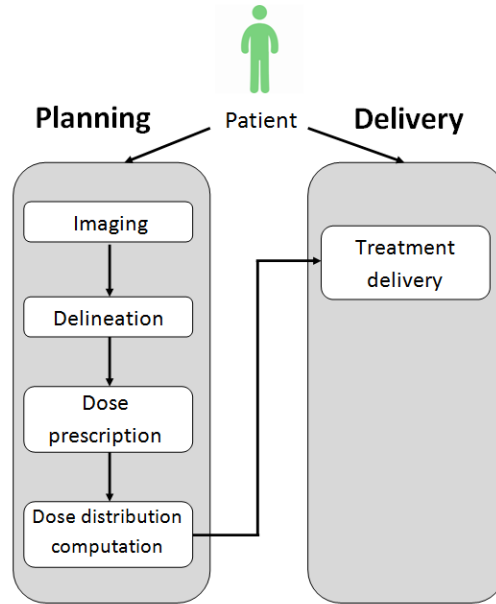 Planning
Patient
Delivery
Imaging
Delineation
Dose
prescription
Dose distribution
computation
Treatment
delivery